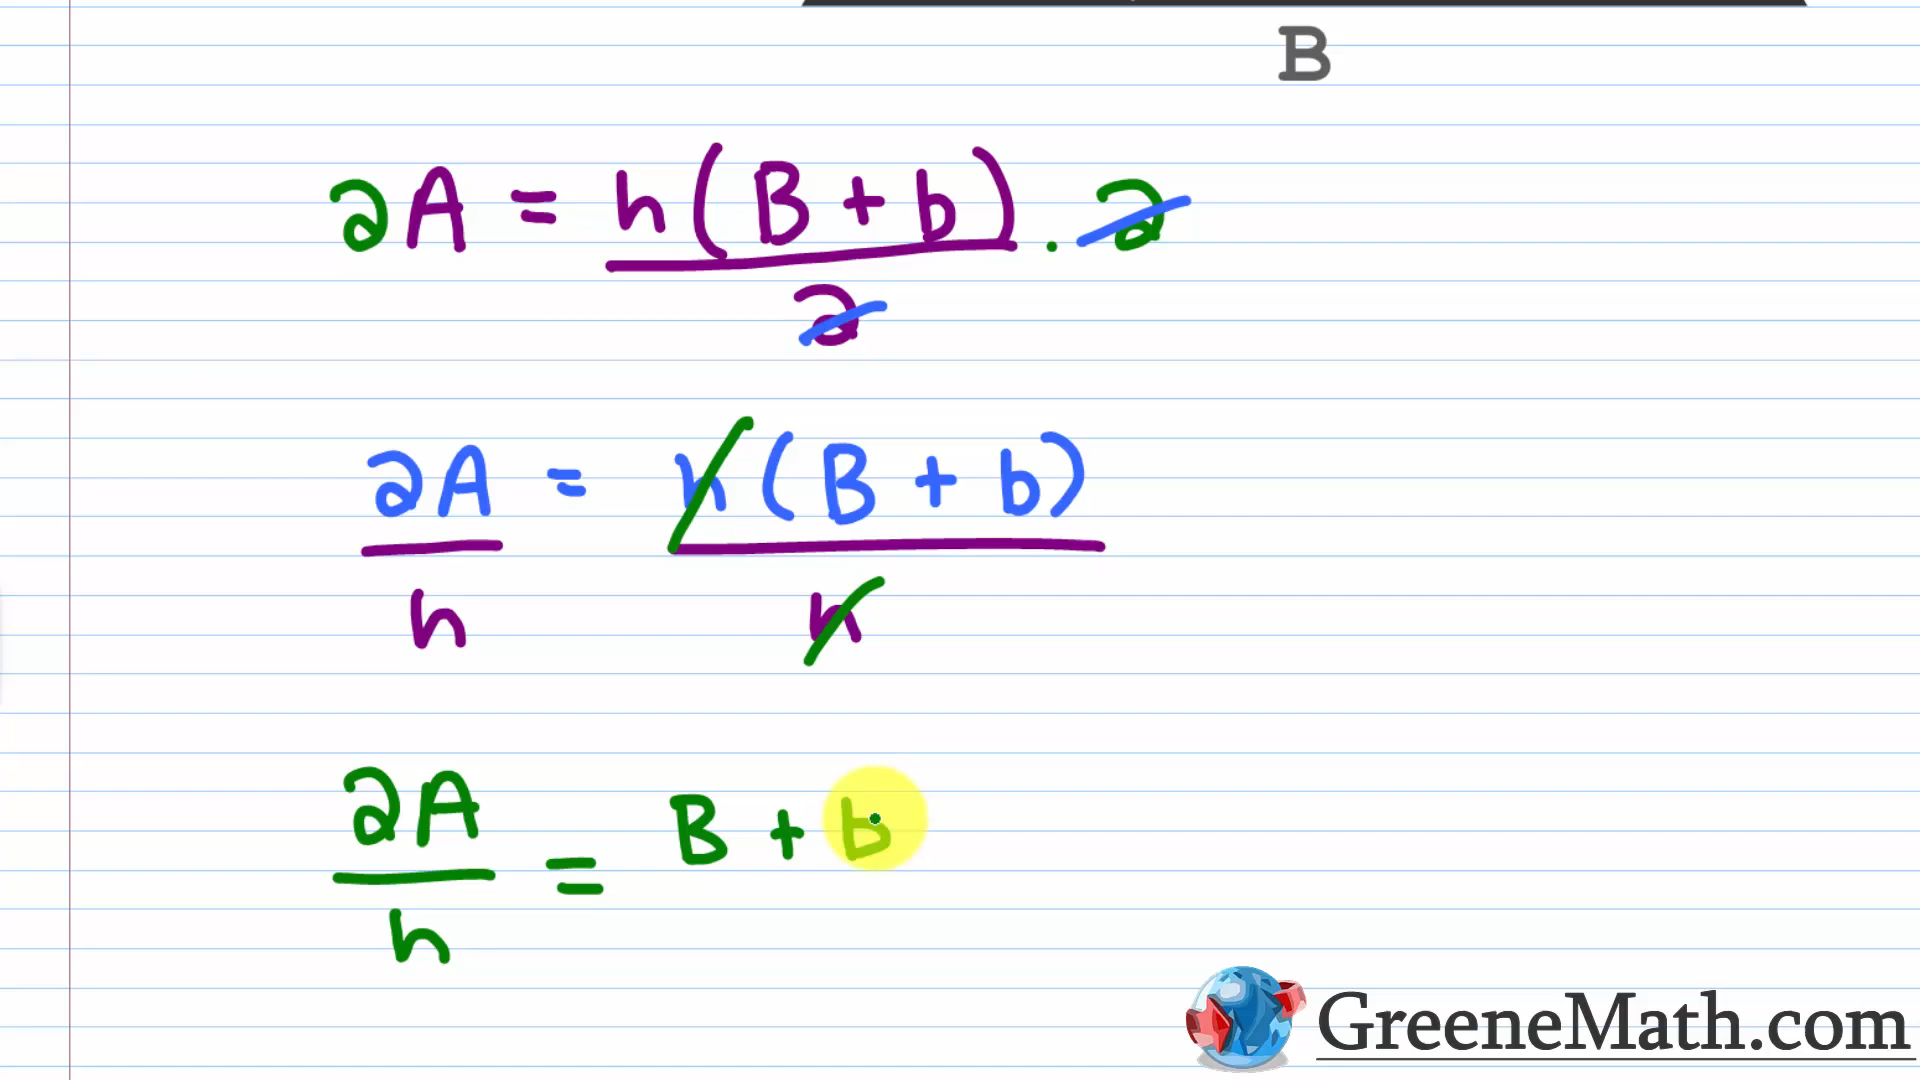 B
2A = h(B + b) · 2
2
2A = h(B + b)
h h
2A = B + b
h
GreeneMath.com